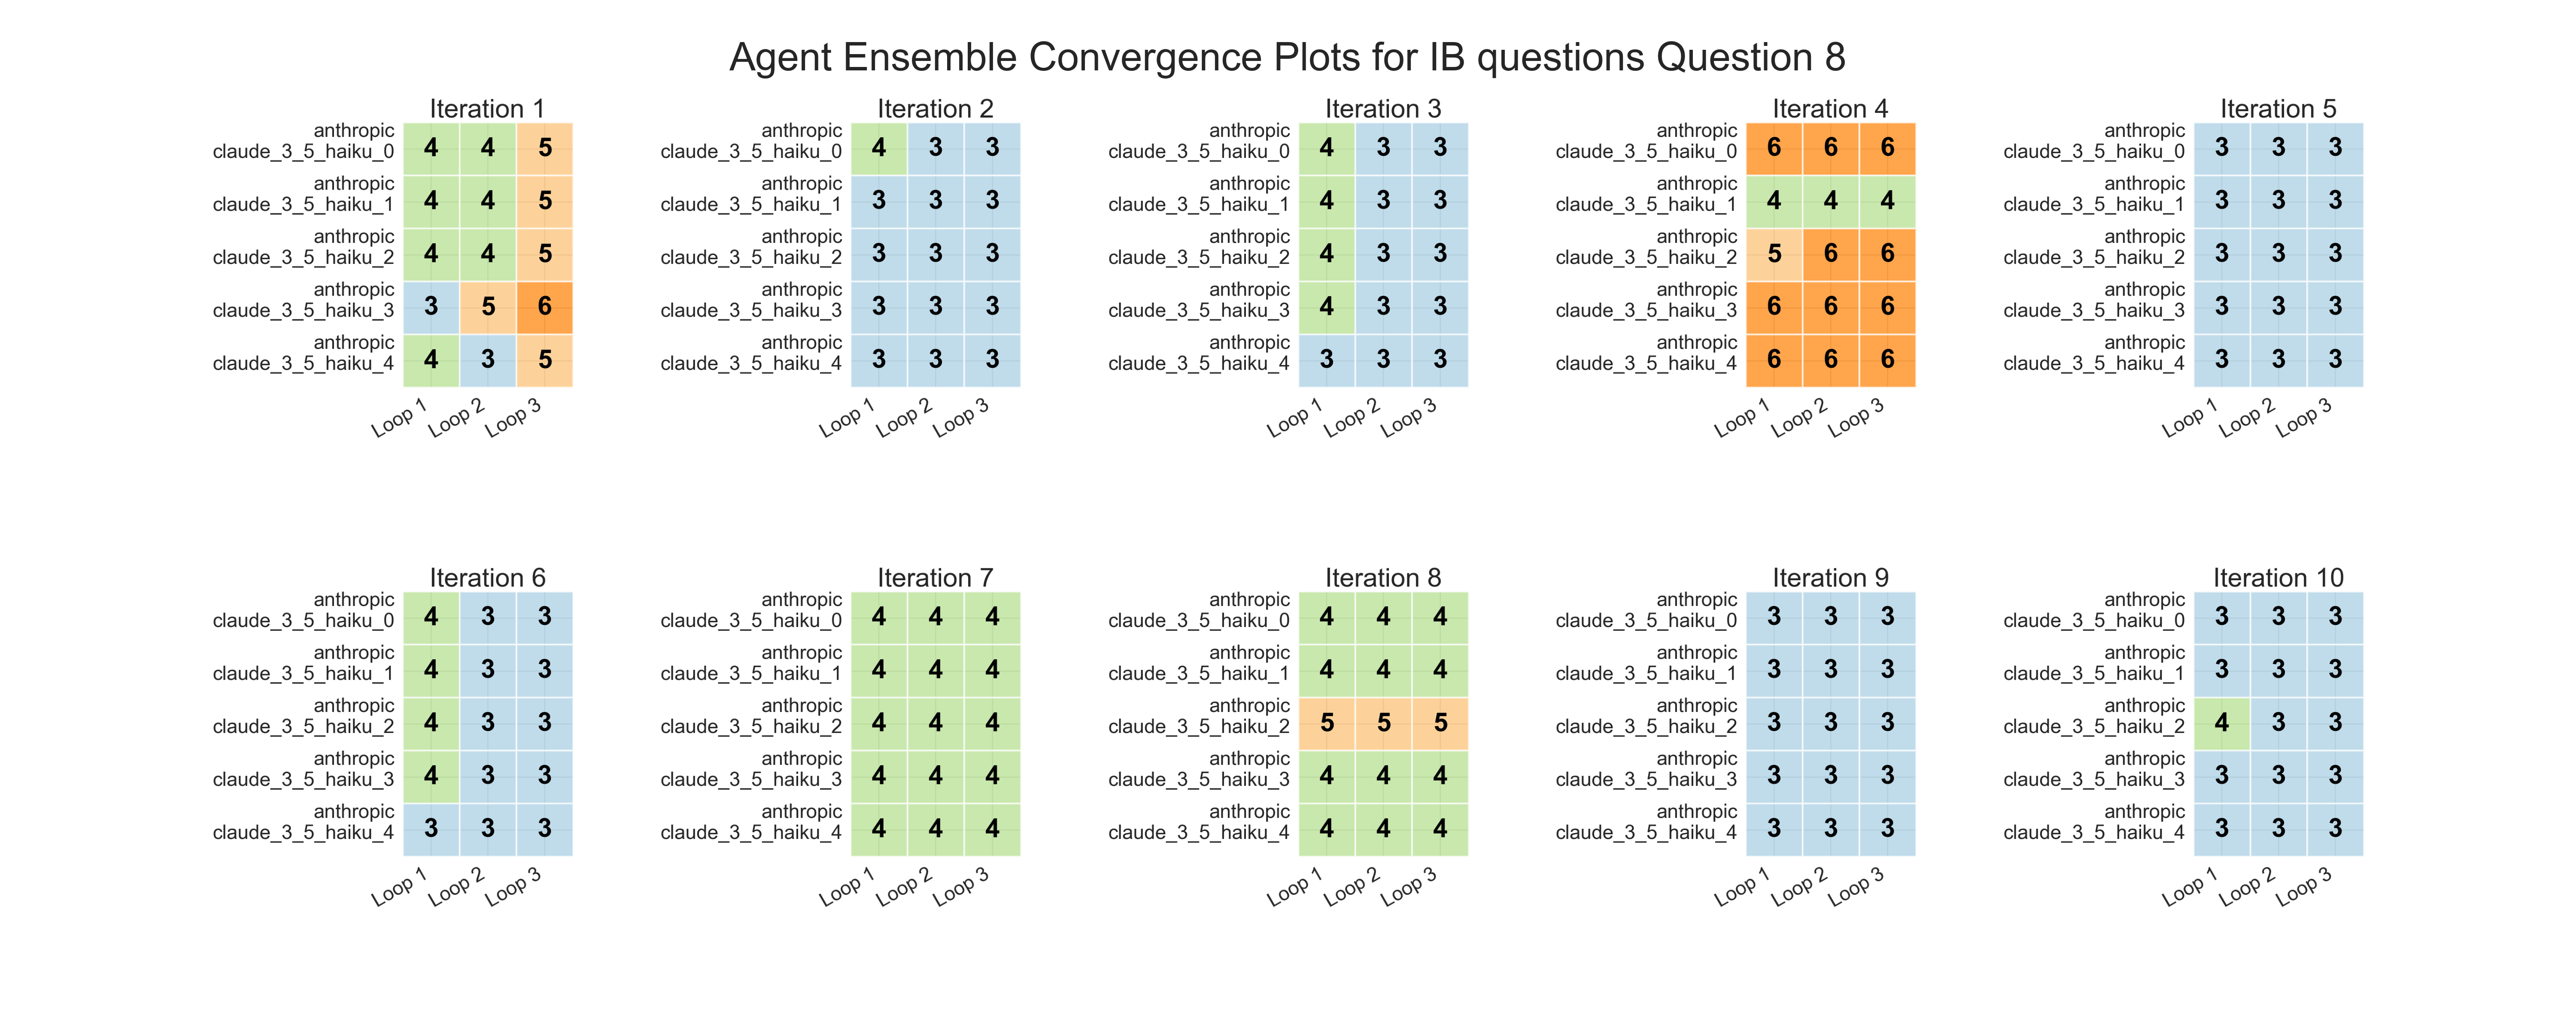 Agent Ensemble Convergence Plots for IB questions Question 8
Iteration 1
anthropic
claude_3_5_haiku_0 4 4 5
anthropic
claude_3_5_haiku_1 4 4 5
anthropic
claude_3_5_haiku_2 4 4 5
anthropic
claude_3_5_haiku_3 3 5 6
anthropic
claude_3_5_haiku_4 4 3 5
Loop 1 Loop 2 Loop 3
Iteration 2
anthropic
claude_3_5_haiku_0 4 3 3
anthropic
claude_3_5_haiku_1 3 3 3
anthropic
claude_3_5_haiku_2 3 3 3
anthropic
claude_3_5_haiku_3 3 3 3
anthropic
claude_3_5_haiku_4 3 3 3
Loop 1 Loop 2 Loop 3
Iteration 3
anthropic
claude_3_5_haiku_0 4 3 3
anthropic
claude_3_5_haiku_1 4 3 3
anthropic
claude_3_5_haiku_2 4 3 3
anthropic
claude_3_5_haiku_3 4 3 3
anthropic
claude_3_5_haiku_4 3 3 3
Loop 1 Loop 2 Loop 3
Iteration 4
anthropic
claude_3_5_haiku_0 6 6 6
anthropic
claude_3_5_haiku_1 4 4 4
anthropic
claude_3_5_haiku_2 5 6 6
anthropic
claude_3_5_haiku_3 6 6 6
anthropic
claude_3_5_haiku_4 6 6 6
Loop 1 Loop 2 Loop 3
Iteration 5
anthropic
claude_3_5_haiku_0 3 3 3
anthropic
claude_3_5_haiku_1 3 3 3
anthropic
claude_3_5_haiku_2 3 3 3
anthropic
claude_3_5_haiku_3 3 3 3
anthropic
claude_3_5_haiku_4 3 3 3
Loop 1 Loop 2 Loop 3
Iteration 6
anthropic
claude_3_5_haiku_0 4 3 3
anthropic
claude_3_5_haiku_1 4 3 3
anthropic
claude_3_5_haiku_2 4 3 3
anthropic
claude_3_5_haiku_3 4 3 3
anthropic
claude_3_5_haiku_4 3 3 3
Loop 1 Loop 2 Loop 3
Iteration 7
anthropic
claude_3_5_haiku_0 4 4 4
anthropic
claude_3_5_haiku_1 4 4 4
anthropic
claude_3_5_haiku_2 4 4 4
anthropic
claude_3_5_haiku_3 4 4 4
anthropic
claude_3_5_haiku_4 4 4 4
Loop 1 Loop 2 Loop 3
Iteration 8
anthropic
claude_3_5_haiku_0 4 4 4
anthropic
claude_3_5_haiku_1 4 4 4
anthropic
claude_3_5_haiku_2 5 5 5
anthropic
claude_3_5_haiku_3 4 4 4
anthropic
claude_3_5_haiku_4 4 4 4
Loop 1 Loop 2 Loop 3
Iteration 9
anthropic
claude_3_5_haiku_0 3 3 3
anthropic
claude_3_5_haiku_1 3 3 3
anthropic
claude_3_5_haiku_2 3 3 3
anthropic
claude_3_5_haiku_3 3 3 3
anthropic
claude_3_5_haiku_4 3 3 3
Loop 1 Loop 2 Loop 3
Iteration 10
anthropic
claude_3_5_haiku_0 3 3 3
anthropic
claude_3_5_haiku_1 3 3 3
anthropic
claude_3_5_haiku_2 4 3 3
anthropic
claude_3_5_haiku_3 3 3 3
anthropic
claude_3_5_haiku_4 3 3 3
Loop 1 Loop 2 Loop 3